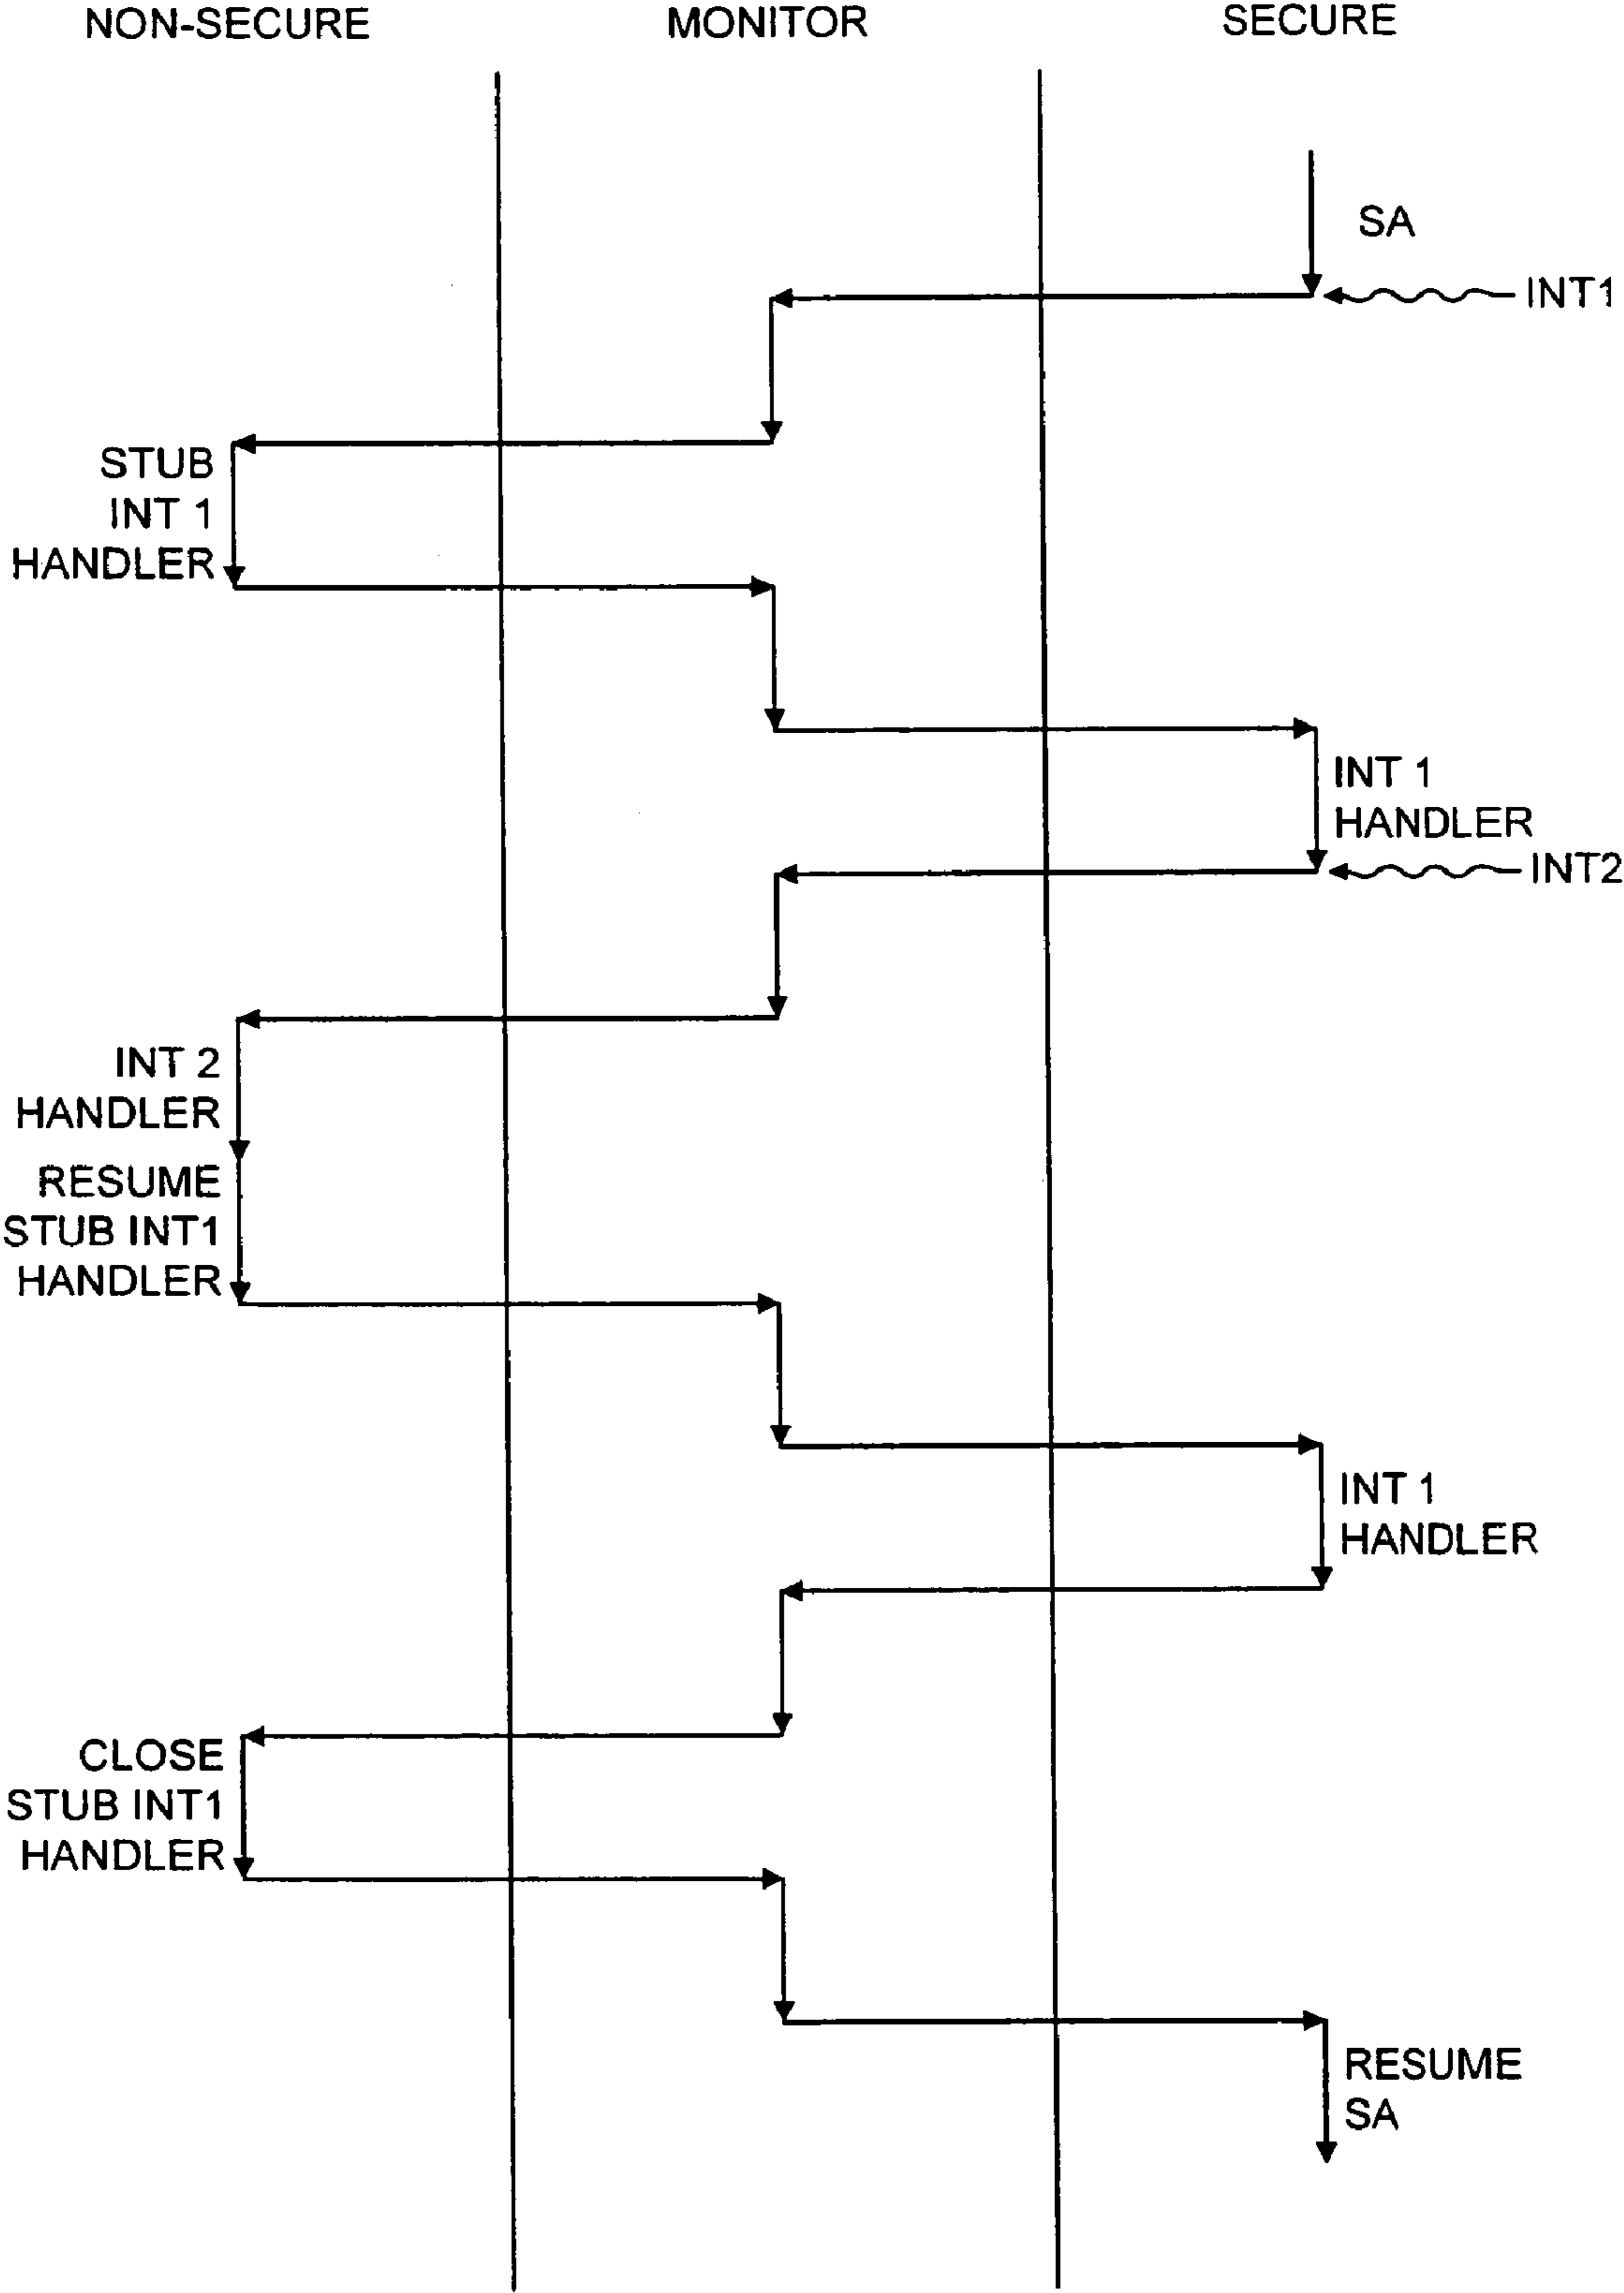 NON-SECURE MONITOR SECURE
SA
INT1
STUB
INT 1
HANDLER
INT 1
HANDLER
INT2
INT 2
HANDLER
RESUME
STUB INT1
HANDLER
INT 1
HANDLER
CLOSE
STUB INT1
HANDLER
RESUME
SA